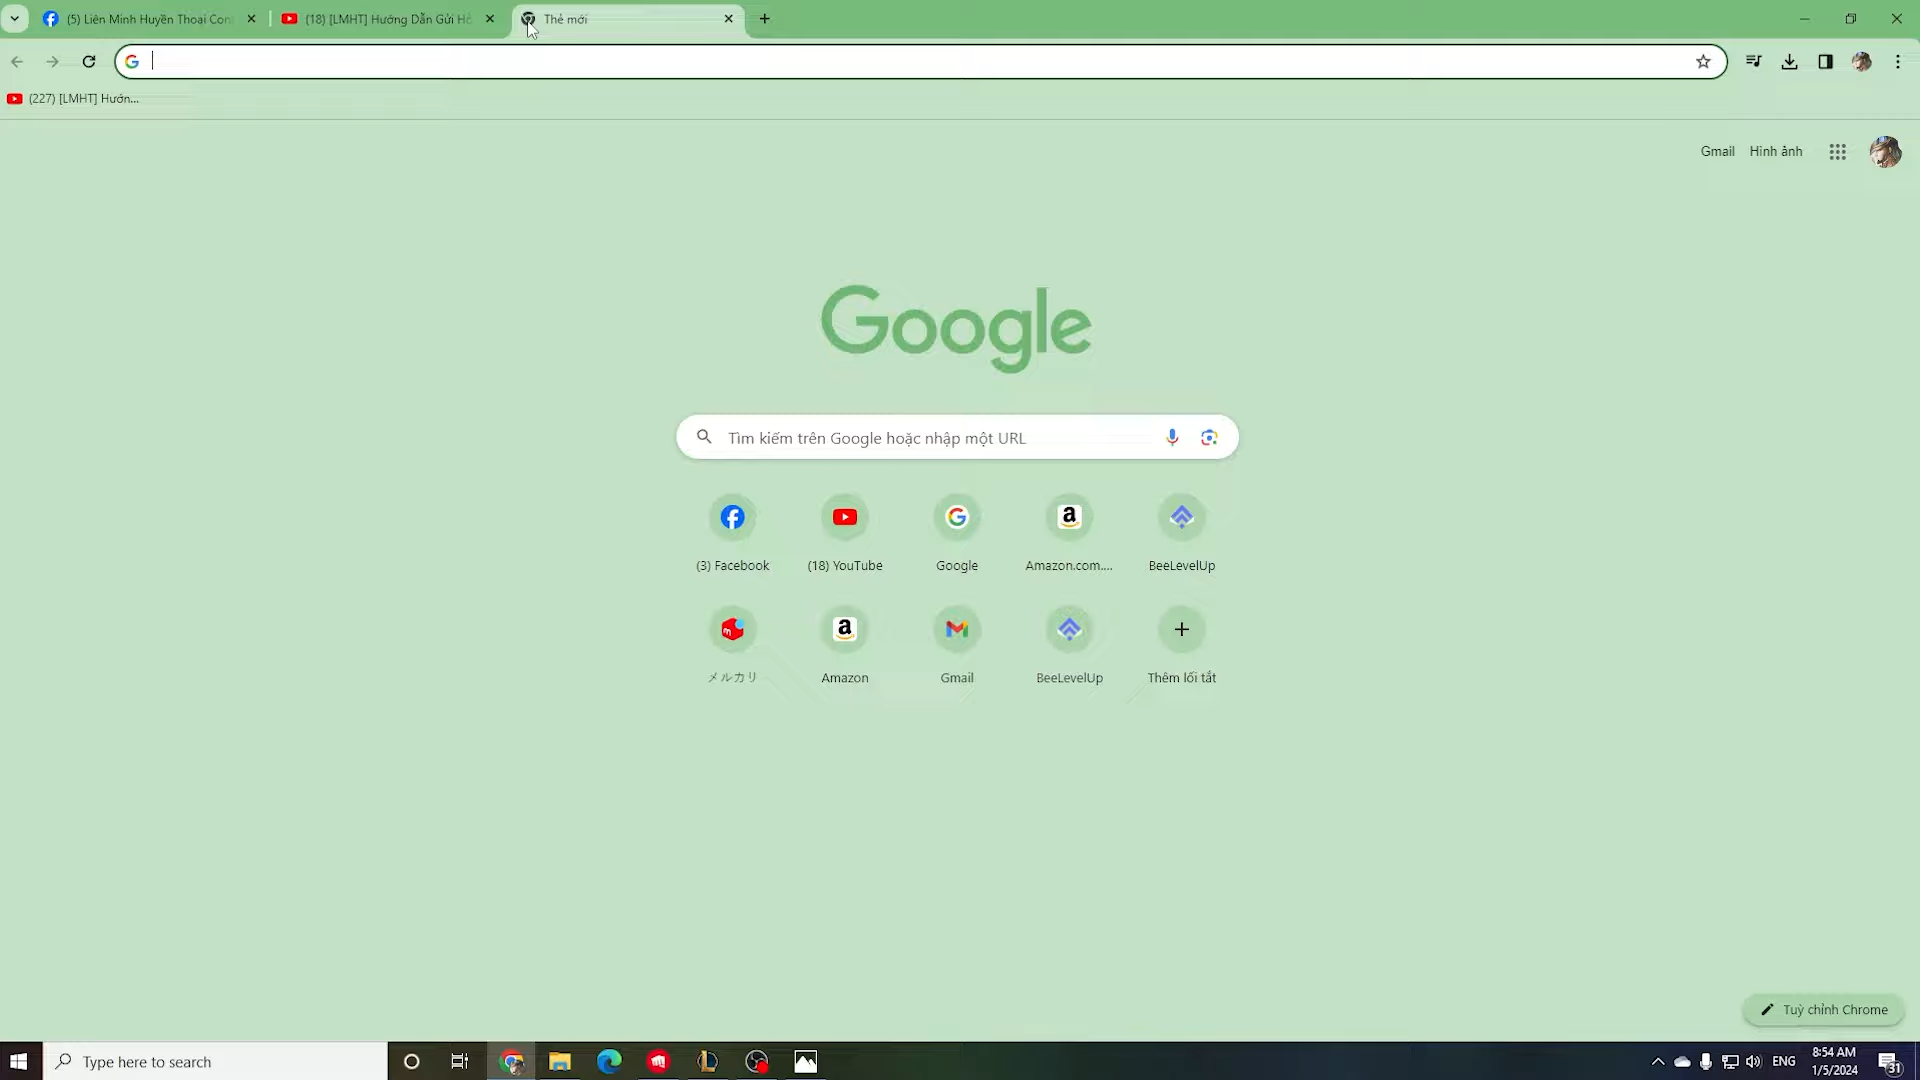 (5) Liên Minh Huyền Thoại Con
(18) [LMHT] Hướng Dẫn Gửi Hỗ
Thẻ mới
(227) [LMHT] Hướn...
Gmail
Hình ảnh
Google
Tìm kiếm trên Google hoặc nhập một URL
(3) Facebook
(18) YouTube
Google
Amazon.com....
BeeLevelUp
メルカリ
Amazon
Gmail
BeeLevelUp
Thêm lối tắt
Tuỳ chỉnh Chrome
Type here to search
ENG
8:54 AM
1/5/2024
31